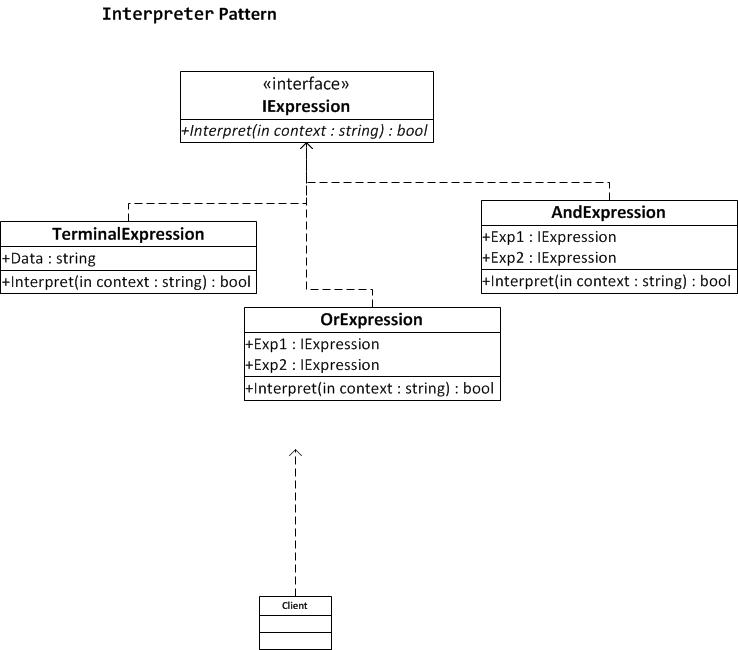 Interpreter Pattern
«interface»
IExpression
+Interpret(in context : string) : bool
TerminalExpression
+Data : string
+Interpret(in context : string) : bool
AndExpression
+Exp1 : IExpression
+Exp2 : IExpression
+Interpret(in context : string) : bool
OrExpression
+Exp1 : IExpression
+Exp2 : IExpression
+Interpret(in context : string) : bool
Client